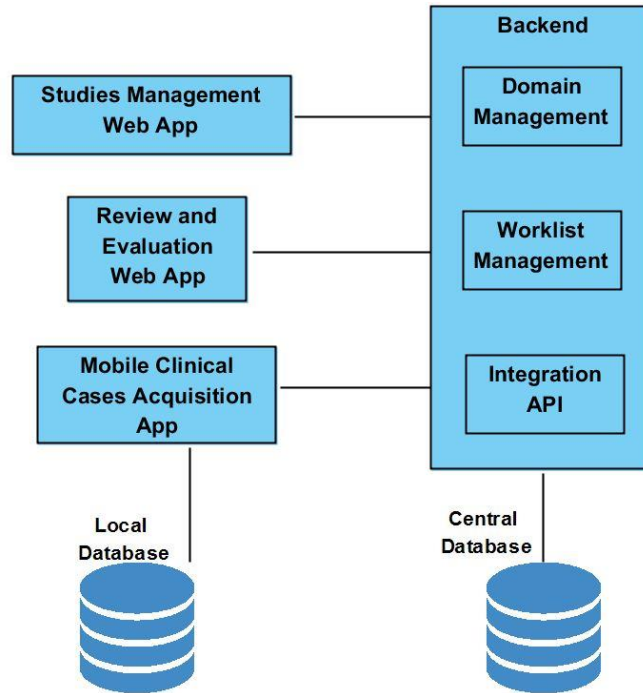 Backend
Studies Management
Web App
Domain
Management
Review and
Evaluation
Web App
Worklist
Management
Mobile Clinical
Cases Acquisition
App
Integration
API
Local
Database
Central
Database